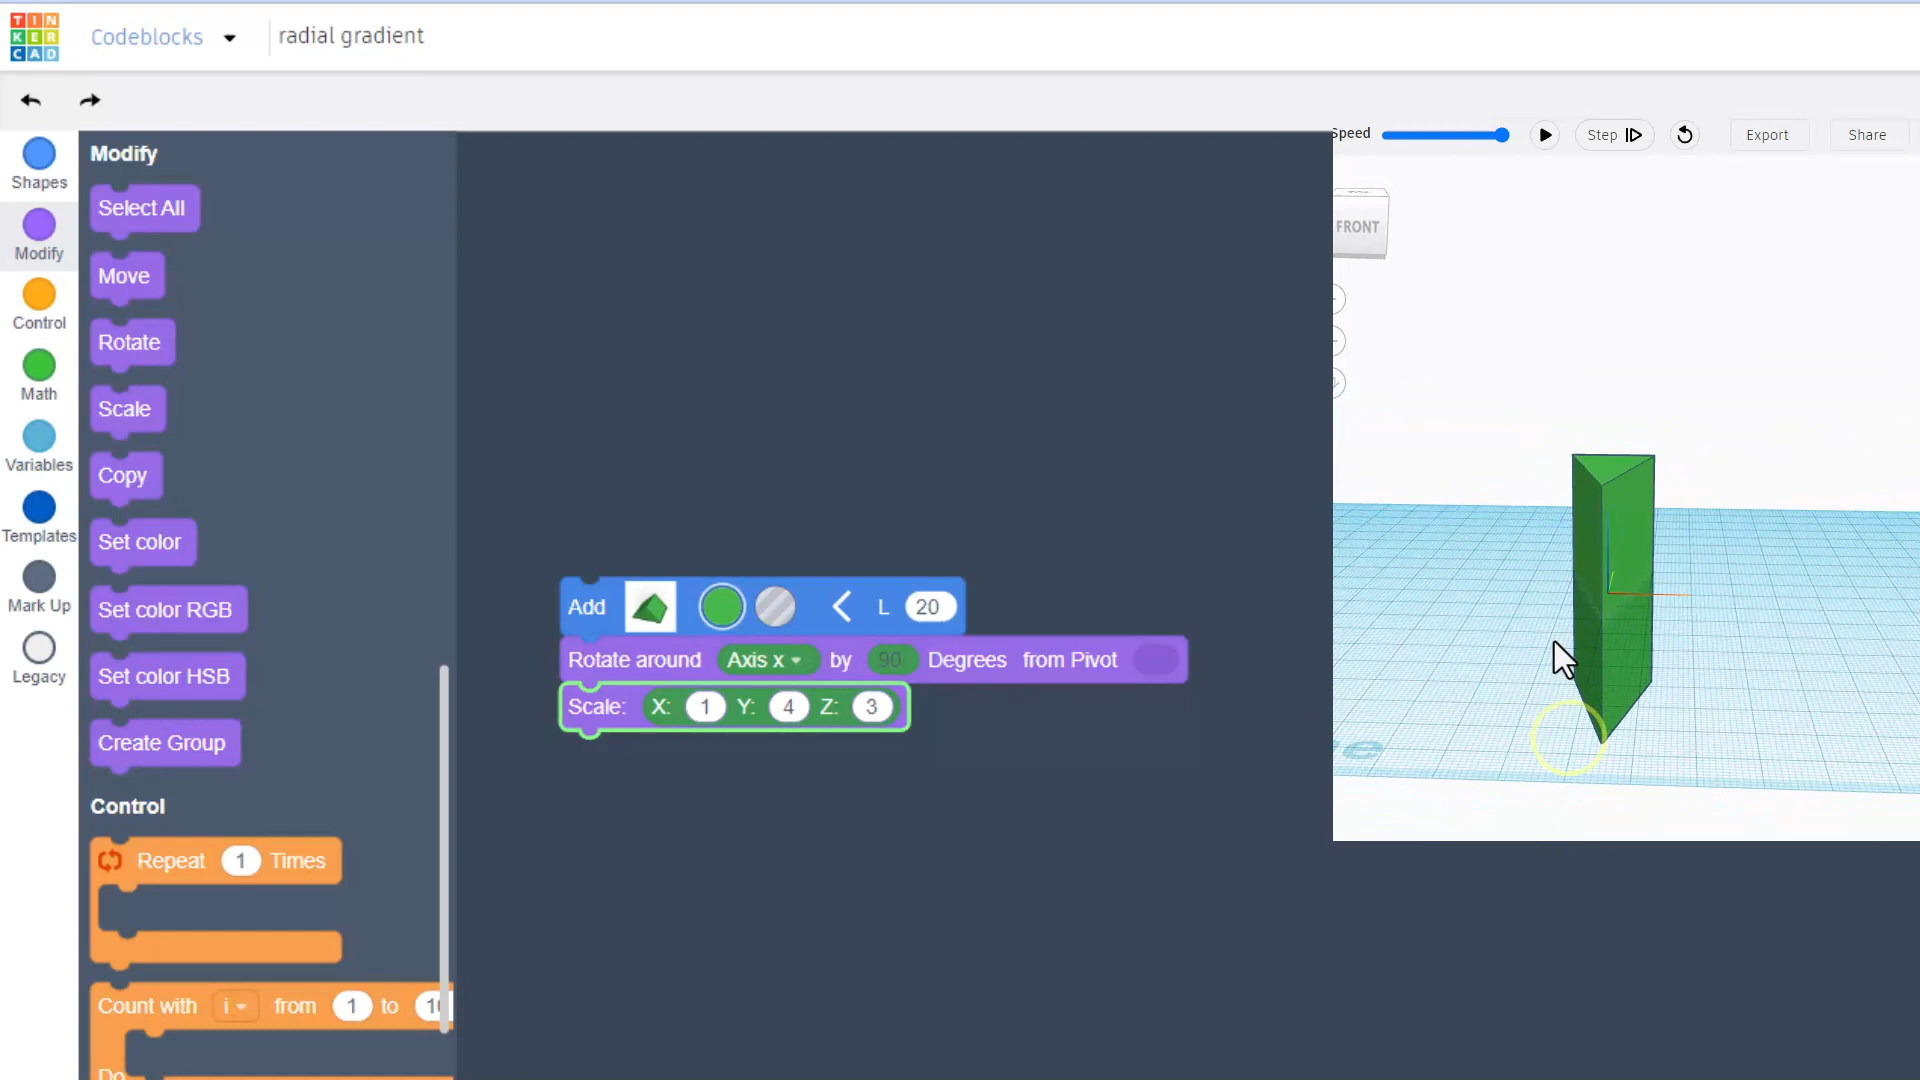 TIN
KER
CAD
Codeblocks
radial gradient
Speed
Step
Export
Share
Shapes
Modify
Control
Math
Variables
Templates
Mark Up
Legacy
Modify
Select All
Move
Rotate
Scale
Copy
Set color
Set color RGB
Set color HSB
Create Group
Control
Repeat 1 Times
Count with i from 1 to 10
Do
Add L 20
Rotate around Axis x by 90 Degrees from Pivot
Scale: X: 1 Y: 4 Z: 3
FRONT